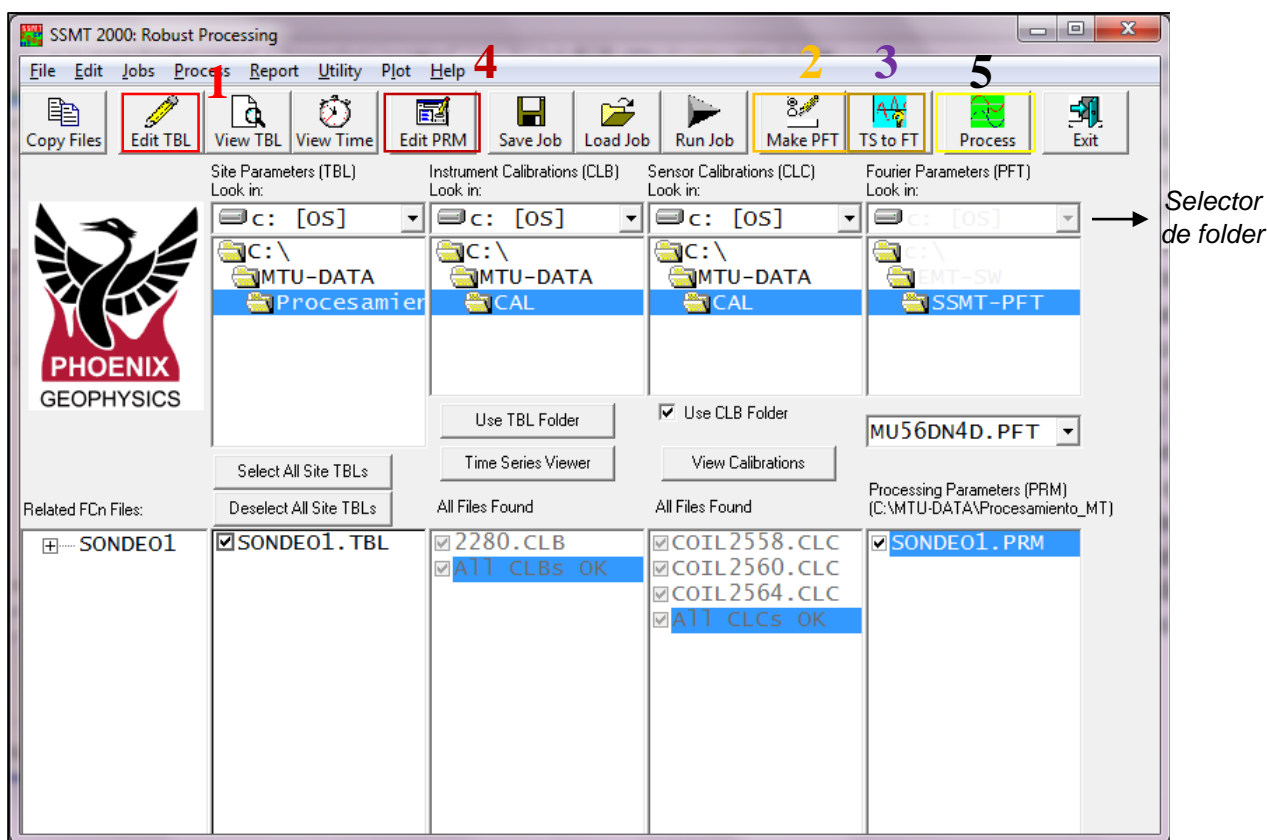 SSMT 2000: Robust Processing
File Edit Jobs Process Report Utility Plot Help
1 4 2 3 5
Copy Files Edit TBL View TBL View Time Edit PRM Save Job Load Job Run Job Make PFT TS to FT Process Exit
Site Parameters (TBL) Instrument Calibrations (CLB) Sensor Calibrations (CLC) Fourier Parameters (PFT)
Look in: Look in: Look in: Look in:
c: [OS] c: [OS] c: [OS] c: [OS]
Selector
de folder
C:\ C:\ C:\ C:\
MTU-DATA MTU-DATA MTU-DATA EMT-SW
Procesamier CAL CAL SSMT-PFT
PHOENIX
GEOPHYSICS
Use TBL Folder Use CLB Folder MU56DN4D.PFT
Select All Site TBLs Time Series Viewer View Calibrations
Processing Parameters (PRM)
Related FCn Files: Deselect All Site TBLs All Files Found All Files Found (C:\MTU-DATA\Procesamiento_MT)
SONDEO1 SONDEO1.TBL 2280.CLB COIL2558.CLC SONDEO1.PRM
All CLBs OK COIL2560.CLC
COIL2564.CLC
All CLCs OK